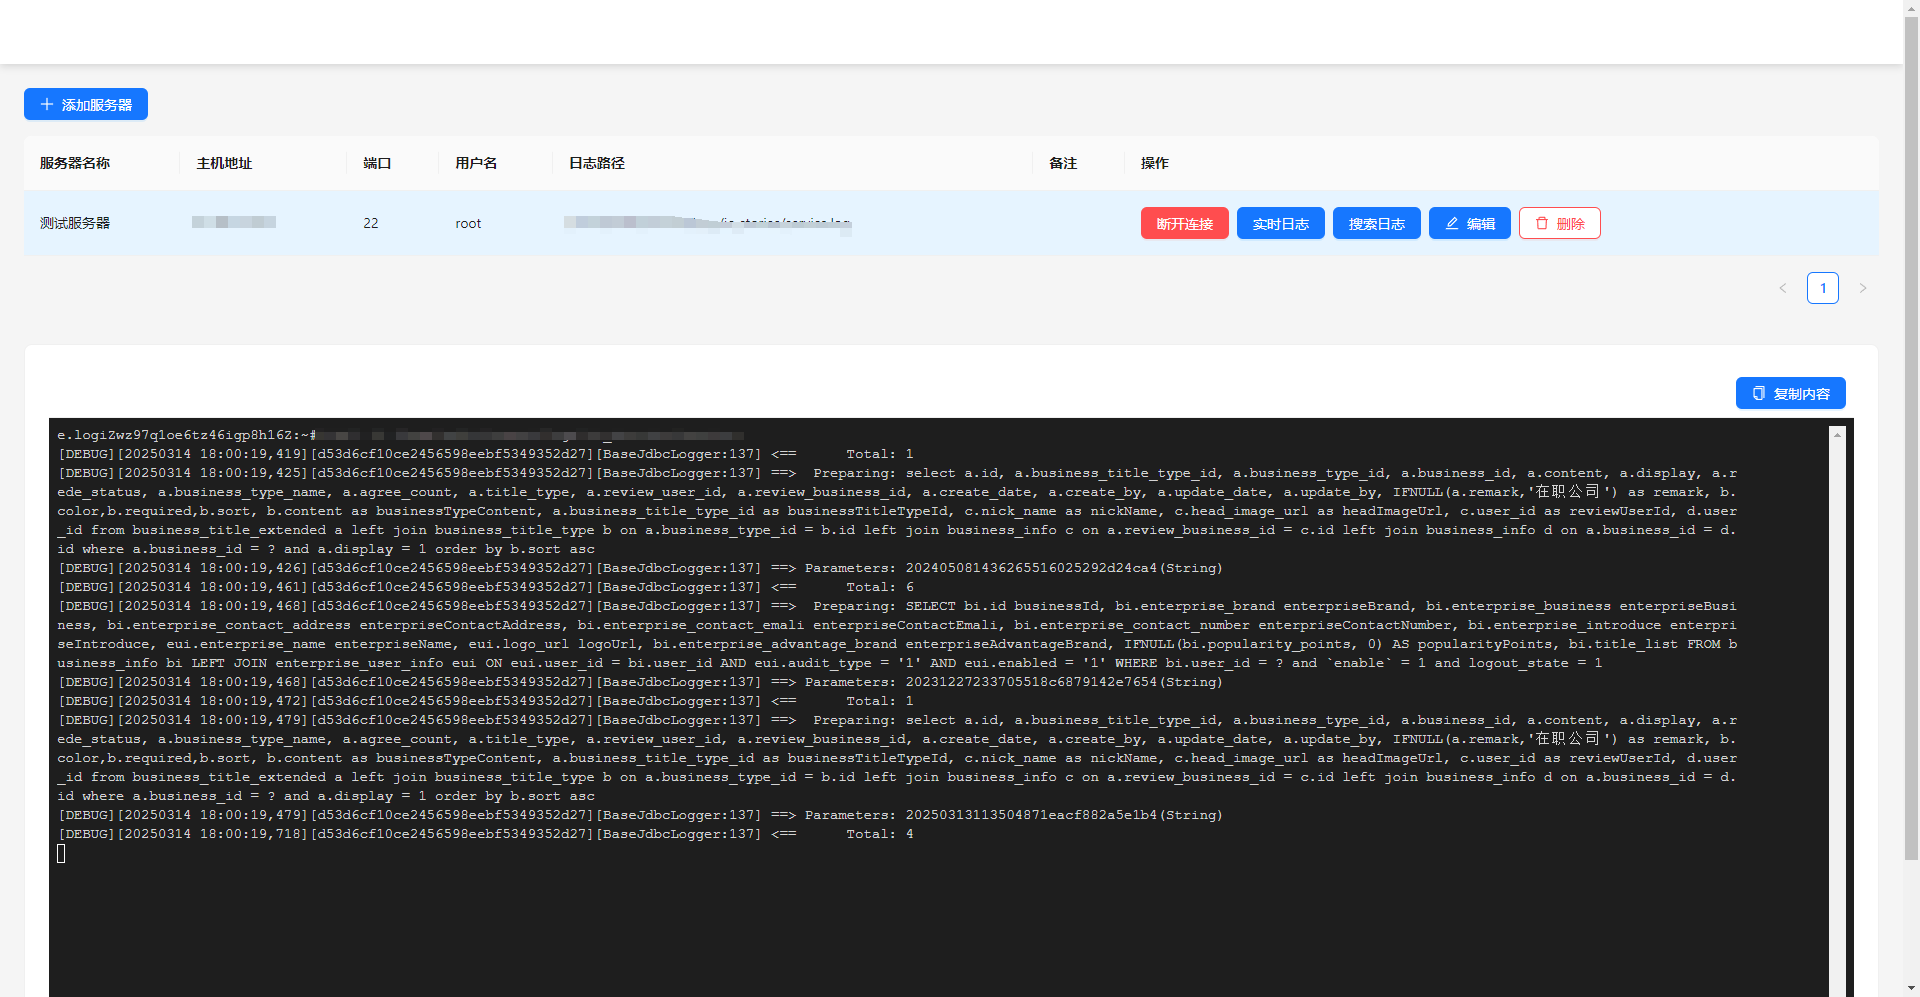 添加服务器
服务器名称 主机地址 端口 用户名 日志路径 备注 操作
测试服务器 22 root 断开连接 实时日志 搜索日志 编辑 删除
1
复制内容
e.logiZwz97q1oe6tz46igp8h16Z:~#
[DEBUG][20250314 18:00:19,419][d53d6cf10ce2456598eebf5349352d27][BaseJdbcLogger:137] <==      Total: 1
[DEBUG][20250314 18:00:19,425][d53d6cf10ce2456598eebf5349352d27][BaseJdbcLogger:137] ==>  Preparing: select a.id, a.business_title_type_id, a.business_type_id, a.business_id, a.content, a.display, a.r
ede_status, a.business_type_name, a.agree_count, a.title_type, a.review_user_id, a.review_business_id, a.create_date, a.create_by, a.update_date, a.update_by, IFNULL(a.remark,'在职公司') as remark, b.
color,b.required,b.sort, b.content as businessTypeContent, a.business_title_type_id as businessTitleTypeId, c.nick_name as nickName, c.head_image_url as headImageUrl, c.user_id as reviewUserId, d.user
_id from business_title_extended a left join business_title_type b on a.business_type_id = b.id left join business_info c on a.review_business_id = c.id left join business_info d on a.business_id = d.
id where a.business_id = ? and a.display = 1 order by b.sort asc
[DEBUG][20250314 18:00:19,426][d53d6cf10ce2456598eebf5349352d27][BaseJdbcLogger:137] ==> Parameters: 202405081436265516025292d24ca4(String)
[DEBUG][20250314 18:00:19,461][d53d6cf10ce2456598eebf5349352d27][BaseJdbcLogger:137] <==      Total: 6
[DEBUG][20250314 18:00:19,468][d53d6cf10ce2456598eebf5349352d27][BaseJdbcLogger:137] ==>  Preparing: SELECT bi.id businessId, bi.enterprise_brand enterpriseBrand, bi.enterprise_business enterpriseBusi
ness, bi.enterprise_contact_address enterpriseContactAddress, bi.enterprise_contact_emali enterpriseContactEmali, bi.enterprise_contact_number enterpriseContactNumber, bi.enterprise_introduce enterpri
seIntroduce, eui.enterprise_name enterpriseName, eui.logo_url logoUrl, bi.enterprise_advantage_brand enterpriseAdvantageBrand, IFNULL(bi.popularity_points, 0) AS popularityPoints, bi.title_list FROM b
usiness_info bi LEFT JOIN enterprise_user_info eui ON eui.user_id = bi.user_id AND eui.audit_type = '1' AND eui.enabled = '1' WHERE bi.user_id = ? and `enable` = 1 and logout_state = 1
[DEBUG][20250314 18:00:19,468][d53d6cf10ce2456598eebf5349352d27][BaseJdbcLogger:137] ==> Parameters: 20231227233705518c6879142e7654(String)
[DEBUG][20250314 18:00:19,472][d53d6cf10ce2456598eebf5349352d27][BaseJdbcLogger:137] <==      Total: 1
[DEBUG][20250314 18:00:19,479][d53d6cf10ce2456598eebf5349352d27][BaseJdbcLogger:137] ==>  Preparing: select a.id, a.business_title_type_id, a.business_type_id, a.business_id, a.content, a.display, a.r
ede_status, a.business_type_name, a.agree_count, a.title_type, a.review_user_id, a.review_business_id, a.create_date, a.create_by, a.update_date, a.update_by, IFNULL(a.remark,'在职公司') as remark, b.
color,b.required,b.sort, b.content as businessTypeContent, a.business_title_type_id as businessTitleTypeId, c.nick_name as nickName, c.head_image_url as headImageUrl, c.user_id as reviewUserId, d.user
_id from business_title_extended a left join business_title_type b on a.business_type_id = b.id left join business_info c on a.review_business_id = c.id left join business_info d on a.business_id = d.
id where a.business_id = ? and a.display = 1 order by b.sort asc
[DEBUG][20250314 18:00:19,479][d53d6cf10ce2456598eebf5349352d27][BaseJdbcLogger:137] ==> Parameters: 20250313113504871eacf882a5e1b4(String)
[DEBUG][20250314 18:00:19,718][d53d6cf10ce2456598eebf5349352d27][BaseJdbcLogger:137] <==      Total: 4